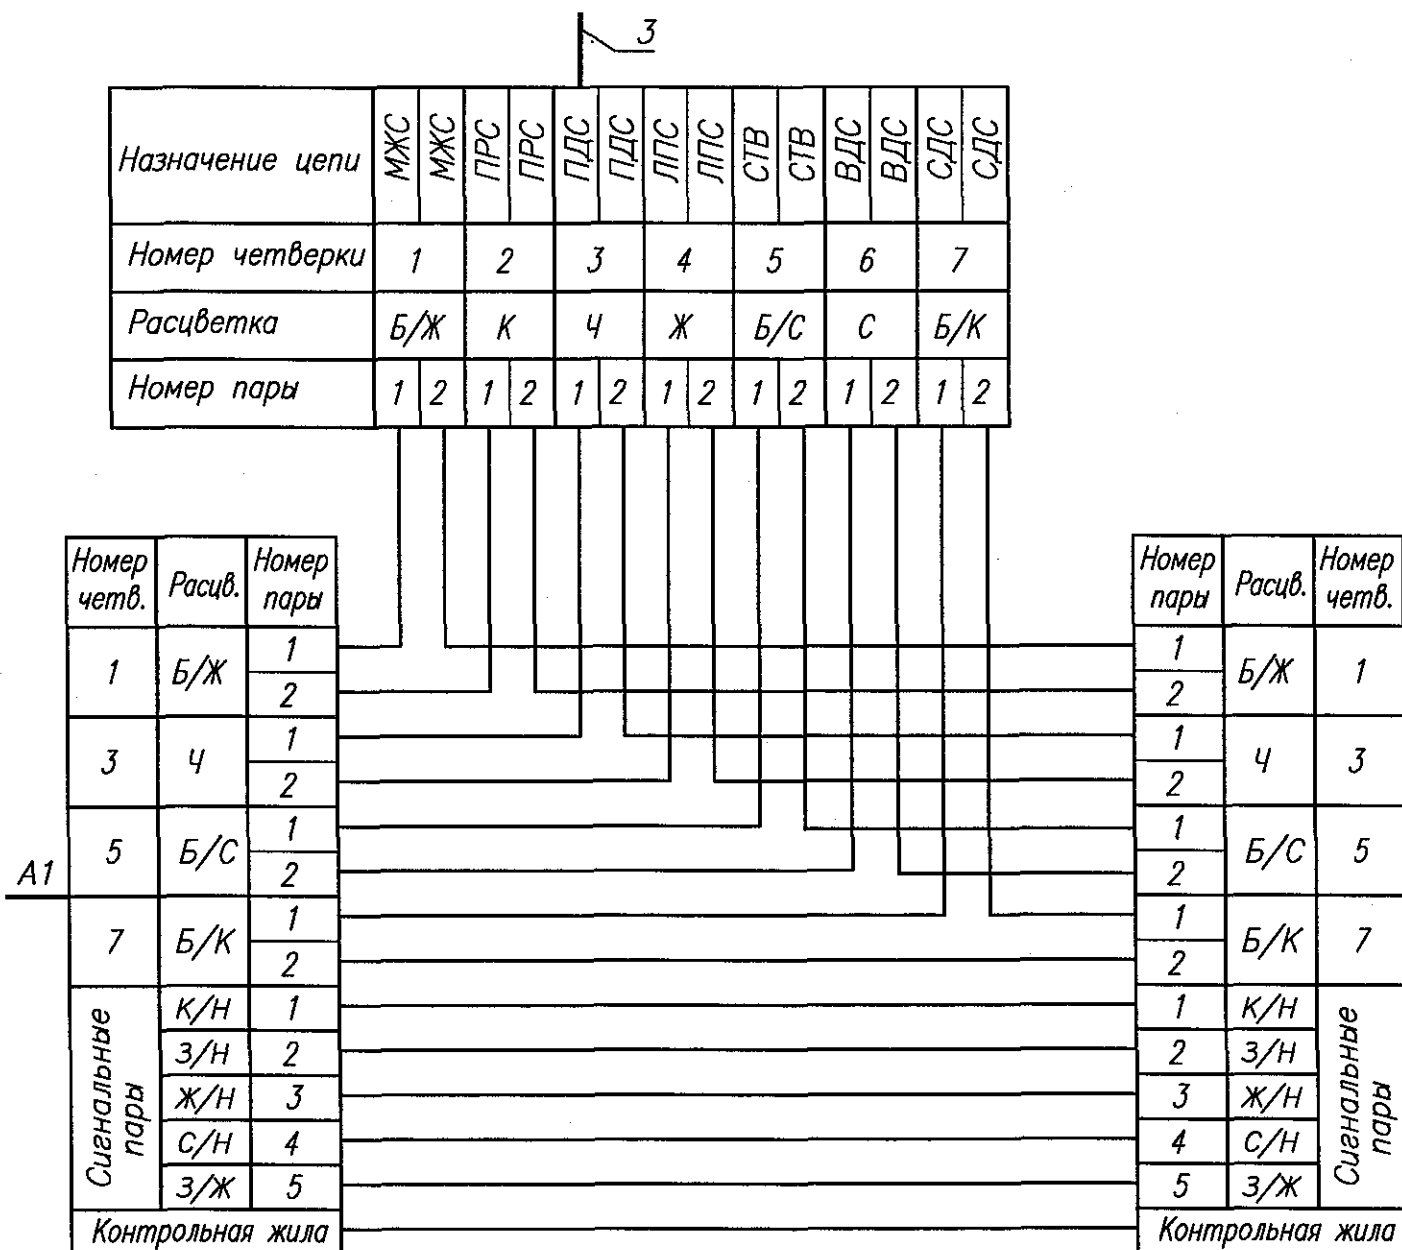 3
Назначение цепи МЖС МЖС ПРС ПРС ПДС ПДС ЛПС ЛПС СТВ СТВ ВДС ВДС СДС СДС
Номер четверки 1 2 3 4 5 6 7
Расцветка Б/Ж К Ч Ж Б/С С Б/К
Номер пары 1 2 1 2 1 2 1 2 1 2 1 2 1 2
A1
Номер четв. Расцв. Номер пары
1 Б/Ж 1
2
3 Ч 1
2
5 Б/С 1
2
7 Б/К 1
2
Сигнальные пары
К/Н 1
З/Н 2
Ж/Н 3
С/Н 4
З/Ж 5
Контрольная жила
Номер пары Расцв. Номер четв.
1 Б/Ж 1
2
1 Ч 3
2
1 Б/С 5
2
1 Б/К 7
2
1 К/Н
2 З/Н
3 Ж/Н
4 С/Н
5 З/Ж
Сигнальные пары
Контрольная жила